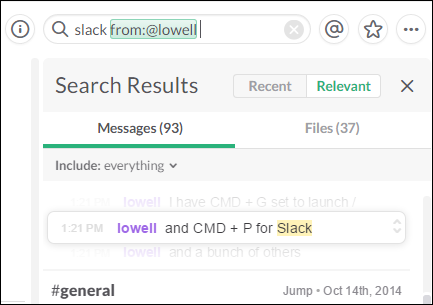 slack from:@lowell
Search Results Recent Relevant
Messages (93) Files (37)
Include: everything
1:23 PM lowell I have CMD + G set to launch /
1:21 PM lowell and CMD + P for Slack
lowell and a bunch of others
#general Jump • Oct 14th, 2014